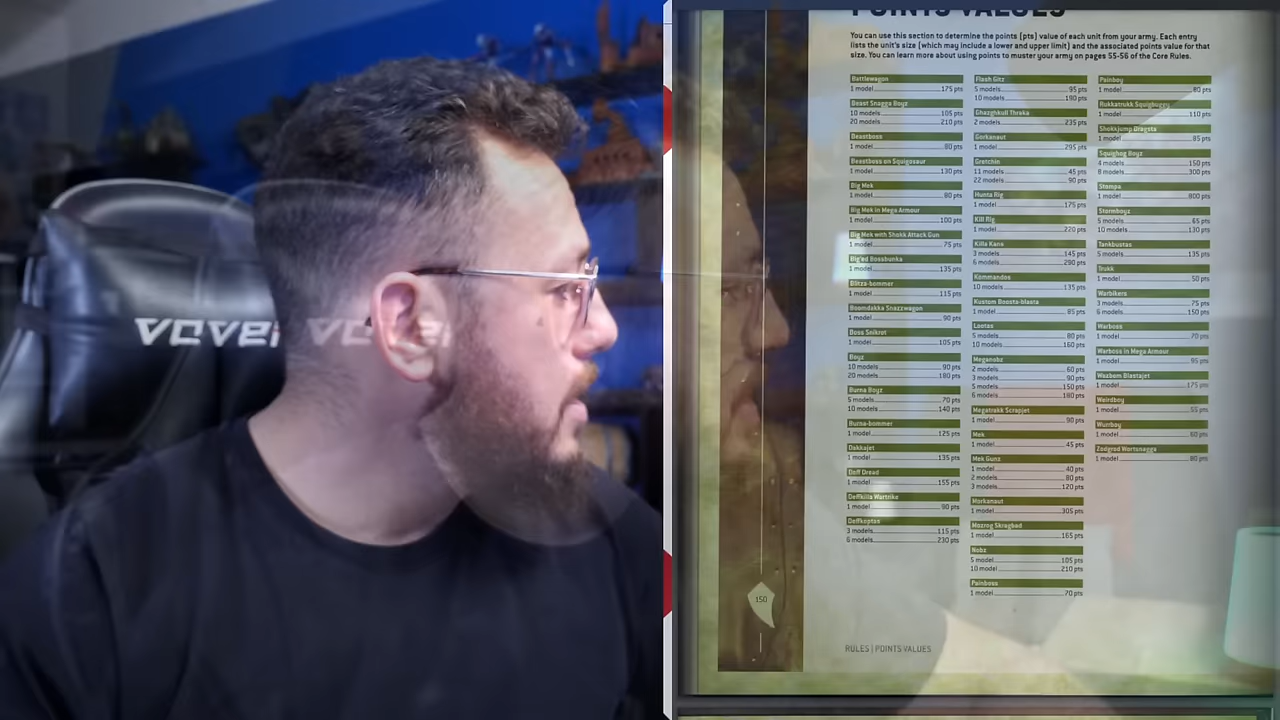 VOVEI
POINTS VALUES
You can use this section to determine the points (pts) value of each unit from your army. Each entry
lists the unit's size (which may include a lower and upper limit) and the associated points value for that
size. You can learn more about using points to muster your army on pages 55-56 of the Core Rules.
Battlewagon
1 model 175 pts
Beast Snagga Boyz
10 models 105 pts
20 models 210 pts
Beastboss
1 model 80 pts
Beastboss on Squigosaur
1 model 130 pts
Big Mek
1 model 80 pts
Big Mek in Mega Armour
1 model 100 pts
Big Mek with Shokk Attack Gun
1 model 75 pts
Big'ed Bossbunka
1 model 135 pts
Blitza-bommer
1 model 115 pts
Boomdakka Snazzwagon
1 model 90 pts
Boss Snikrot
1 model 105 pts
Boyz
10 models 90 pts
20 models 180 pts
Burna Boyz
5 models 70 pts
10 models 140 pts
Burna-bommer
1 model 125 pts
Dakkajet
1 model 135 pts
Deff Dread
1 model 155 pts
Deffkilla Wartrike
1 model 90 pts
Deffkoptas
3 models 115 pts
6 models 230 pts
Flash Gitz
5 models 95 pts
10 models 190 pts
Ghazghkull Thraka
2 models 235 pts
Gorkanaut
1 model 295 pts
Gretchin
11 models 45 pts
22 models 90 pts
Hunta Rig
1 model 175 pts
Kill Rig
1 model 220 pts
Killa Kans
3 models 145 pts
6 models 290 pts
Kommandos
10 models 135 pts
Kustom Boosta-blasta
1 model 85 pts
Lootas
5 models 80 pts
10 models 160 pts
Meganobz
2 models 60 pts
3 models 90 pts
5 models 150 pts
6 models 180 pts
Megatrakk Scrapjet
1 model 90 pts
Mek
1 model 45 pts
Mek Gunz
1 model 40 pts
2 models 80 pts
3 models 120 pts
Morkanaut
1 model 305 pts
Mozrog Skragbad
1 model 165 pts
Nobz
5 model 105 pts
10 model 210 pts
Painboss
1 model 70 pts
Painboy
1 model 80 pts
Rukkatrukk Squigbuggy
1 model 110 pts
Shokkjump Dragsta
1 model 95 pts
Squighog Boyz
4 models 150 pts
8 models 300 pts
Stompa
1 model 800 pts
Stormboyz
5 models 65 pts
10 models 130 pts
Tankbustas
5 models 135 pts
Trukk
1 model 50 pts
Warbikers
3 models 75 pts
6 models 150 pts
Warboss
1 model 70 pts
Warboss in Mega Armour
1 model 95 pts
Wazbom Blastajet
1 model 175 pts
Weirdboy
1 model 55 pts
Wurrboy
1 model 60 pts
Zodgrod Wortsnagga
1 model 80 pts
150
RULES | POINTS VALUES